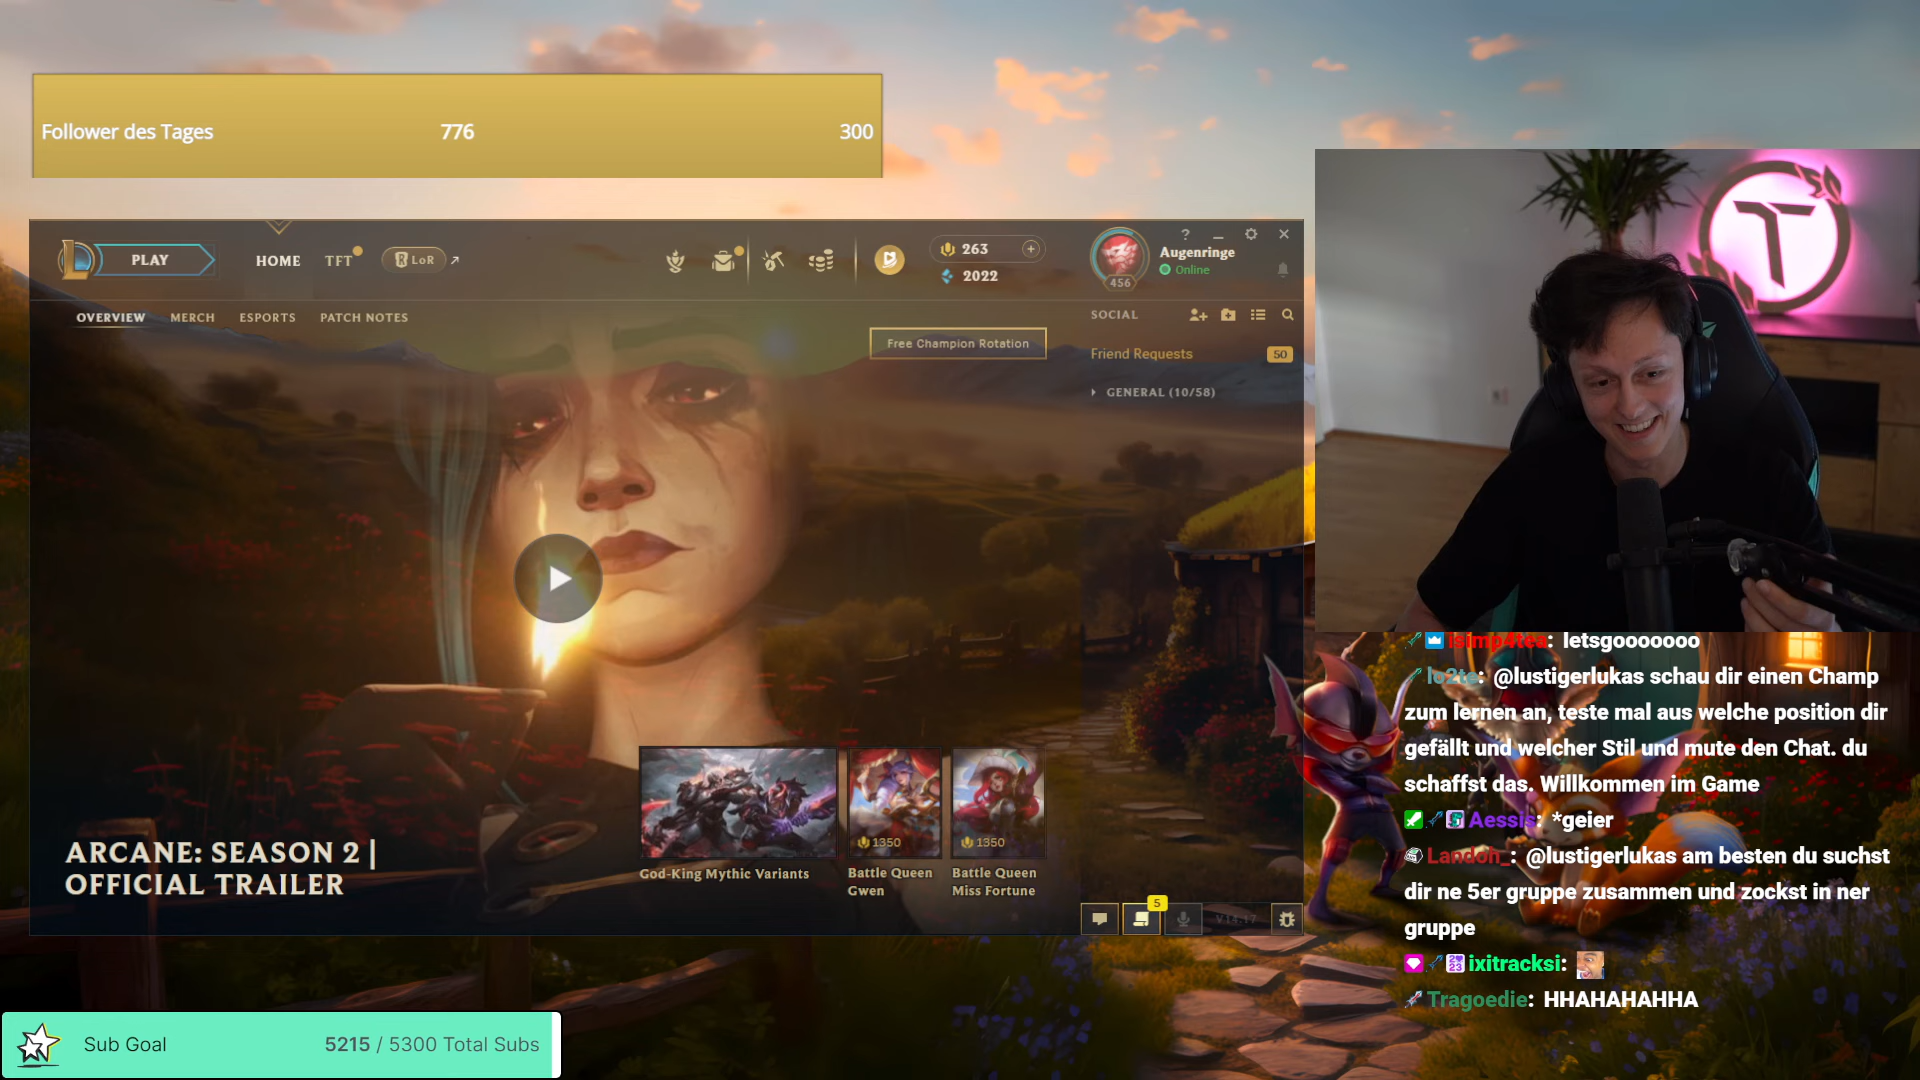 Follower des Tages 776 300
PLAY
HOME
TFT
LoR
263
2022
456
Augenringe
Online
OVERVIEW MERCH ESPORTS PATCH NOTES
Free Champion Rotation
SOCIAL
Friend Requests 50
GENERAL (10/58)
ARCANE: SEASON 2 |
OFFICIAL TRAILER
God-King Mythic Variants
1350
Battle Queen
Gwen
1350
Battle Queen
Miss Fortune
5
V14.17
isimp4tea: letsgooooooo
lo2te: @lustigerlukas schau dir einen Champ
zum lernen an, teste mal aus welche position dir
gefällt und welcher Stil und mute den Chat. du
schaffst das. Willkommen im Game
Aessis: *geier
Landoh_: @lustigerlukas am besten du suchst
dir ne 5er gruppe zusammen und zockst in ner
gruppe
ixitracksi:
Tragoedie: HHAHAHAHHA
Sub Goal 5215 / 5300 Total Subs